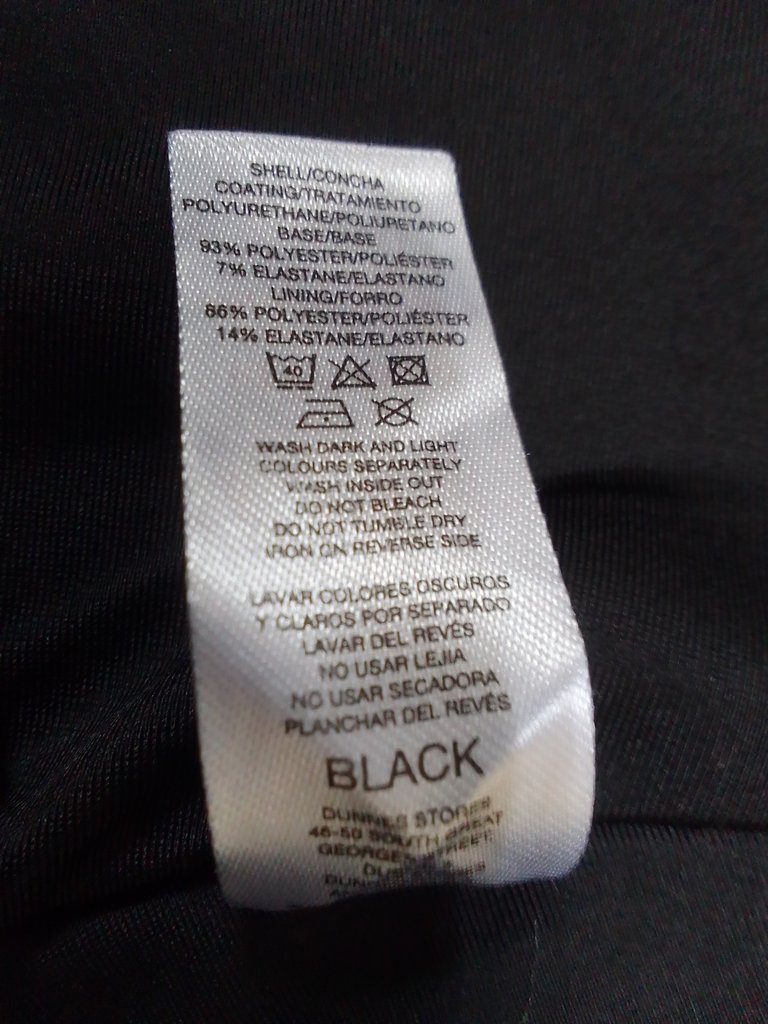 SHELL/CONCHA
COATING/TRATAMIENTO
POLYURETHANE/POLIURETANO
BASE/BASE
93% POLYESTER/POLIÉSTER
7% ELASTANE/ELASTANO
LINING/FORRO
86% POLYESTER/POLIÉSTER
14% ELASTANE/ELASTANO
40
WASH DARK AND LIGHT
COLOURS SEPARATELY
WASH INSIDE OUT
DO NOT BLEACH
DO NOT TUMBLE DRY
IRON ON REVERSE SIDE
LAVAR COLORES OSCUROS
Y CLAROS POR SEPARADO
LAVAR DEL REVÉS
NO USAR LEJIA
NO USAR SECADORA
PLANCHAR DEL REVÉS
BLACK
DUNNES STORES
46-50 SOUTH GREAT
GEORGES STREET